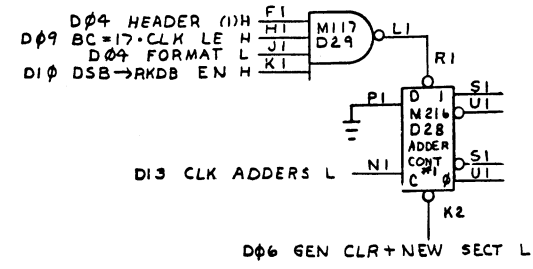 DØ4 HEADER (1)H F1
DØ9 BC=17·CLK LE H H1
DØ4 FORMAT L J1
D1Ø DSB→RKDB EN H K1
M117
D29
L1
R1
P1
D 1
M216
D28
ADDER
CONT
#1
C Ø
S1
U1
S1
U1
D13 CLK ADDERS L N1
K2
DØ6 GEN CLR+NEW SECT L